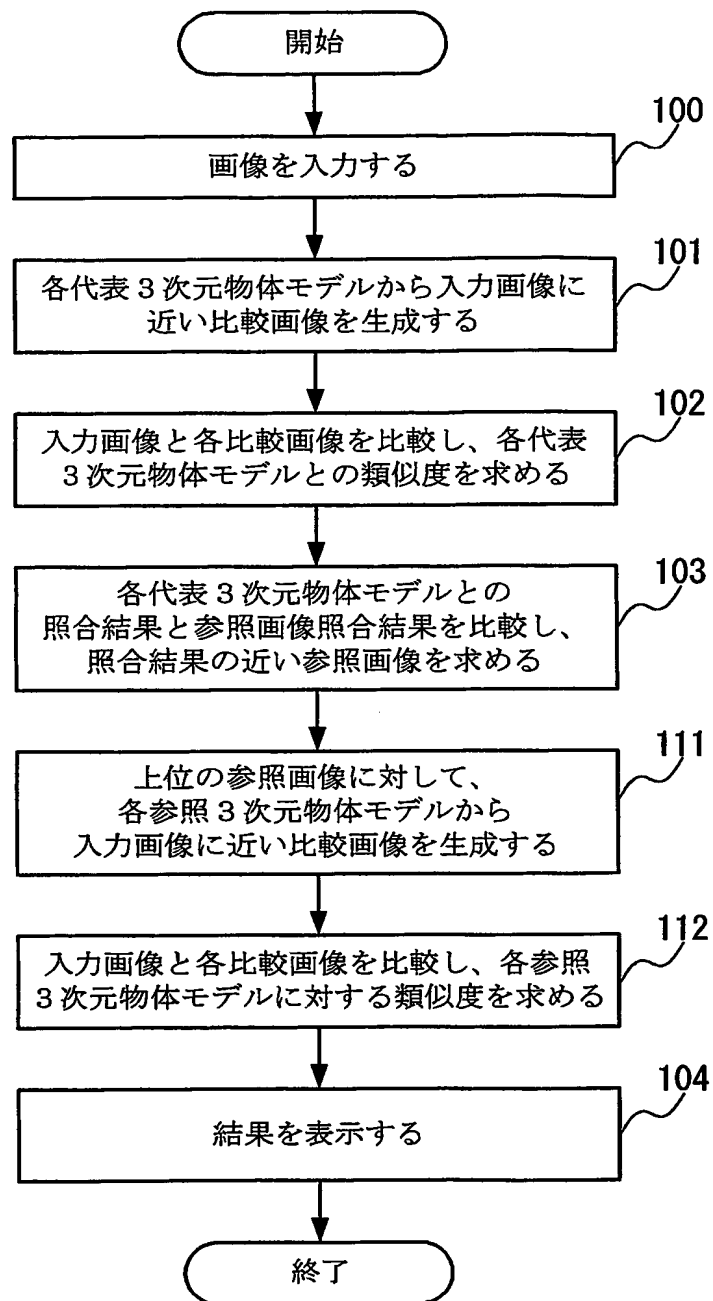 開始
100
画像を入力する
101
各代表３次元物体モデルから入力画像に
近い比較画像を生成する
102
入力画像と各比較画像を比較し、各代表
３次元物体モデルとの類似度を求める
103
各代表３次元物体モデルとの
照合結果と参照画像照合結果を比較し、
照合結果の近い参照画像を求める
111
上位の参照画像に対して、
各参照３次元物体モデルから
入力画像に近い比較画像を生成する
112
入力画像と各比較画像を比較し、各参照
３次元物体モデルに対する類似度を求める
104
結果を表示する
終了